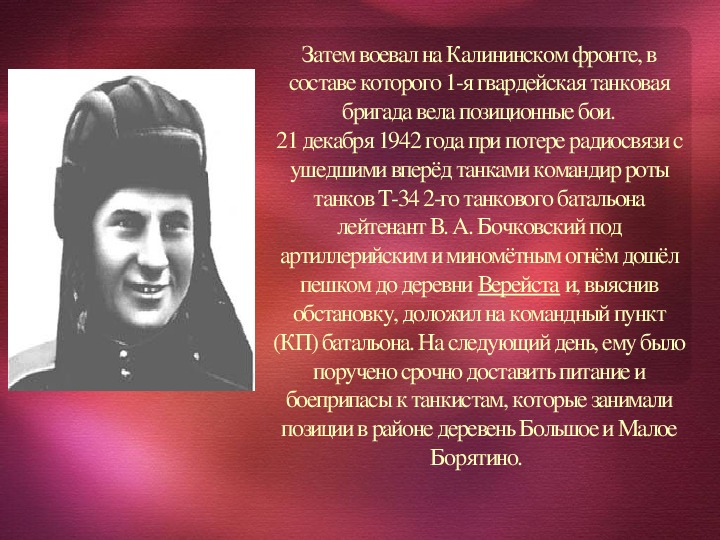 Затем воевал на Калининском фронте, в
составе которого 1-я гвардейская танковая
бригада вела позиционные бои.
21 декабря 1942 года при потере радиосвязи с
ушедшими вперёд танками командир роты
танков Т-34 2-го танкового батальона
лейтенант В. А. Бочковский под
артиллерийским и миномётным огнём дошёл
пешком до деревни Верейста и, выяснив
обстановку, доложил на командный пункт
(КП) батальона. На следующий день, ему было
поручено срочно доставить питание и
боеприпасы к танкистам, которые занимали
позиции в районе деревень Большое и Малое
Борятино.